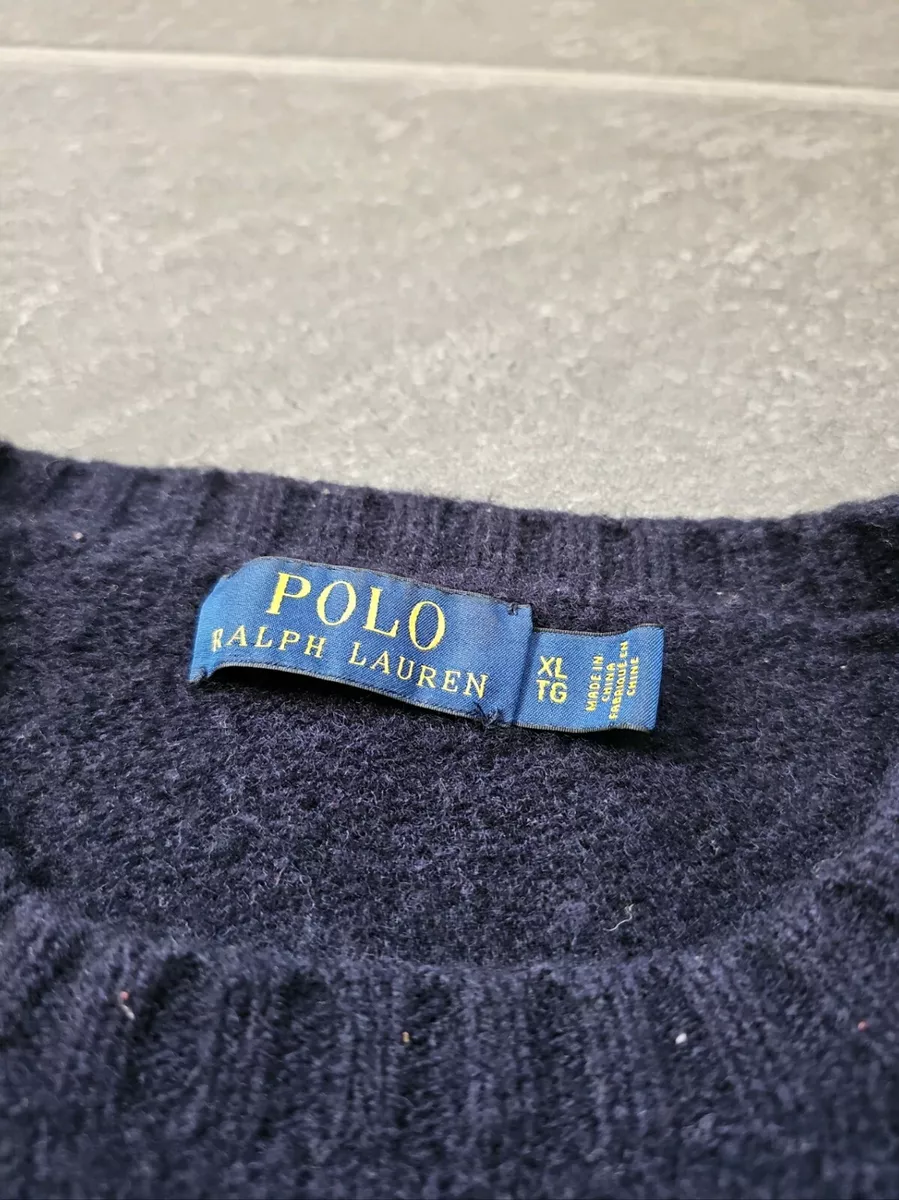 POLO
RALPH LAUREN
XL
TG
MADE IN
CHINA
FABRIQUÉ EN
CHINE